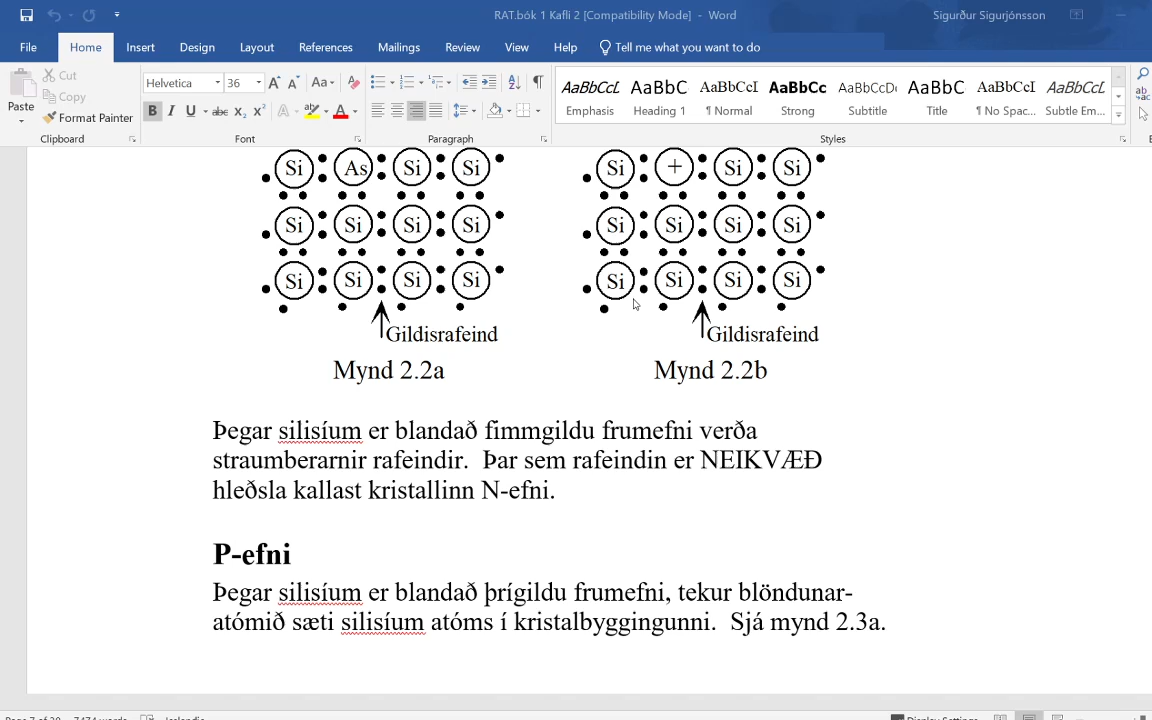 RAT.bók 1 Kafli 2 [Compatibility Mode] - Word
Sigurður Sigurjónsson
File Home Insert Design Layout References Mailings Review View Help Tell me what you want to do
Cut
Copy
Paste
Format Painter
Clipboard
Helvetica 36
Font
Paragraph
AaBbCcI AaBbC AaBbCcI AaBbCc AaBbCcD AaBbC AaBbCcI AaBbCcL
Emphasis Heading 1 ¶ Normal Strong Subtitle Title ¶ No Spac... Subtle Em...
Styles
Si As Si Si Si + Si Si
Si Si Si Si Si Si Si Si
Si Si Si Si Si Si Si Si
Gildisrafeind Gildisrafeind
Mynd 2.2a Mynd 2.2b
Þegar silisíum er blandað fimmgildu frumefni verða
straumberarnir rafeindir. Þar sem rafeindin er NEIKVÆÐ
hleðsla kallast kristallinn N-efni.
P-efni
Þegar silisíum er blandað þrígildu frumefni, tekur blöndunar-
atómið sæti silisíum atóms í kristalbyggingunni. Sjá mynd 2.3a.
Display Settings